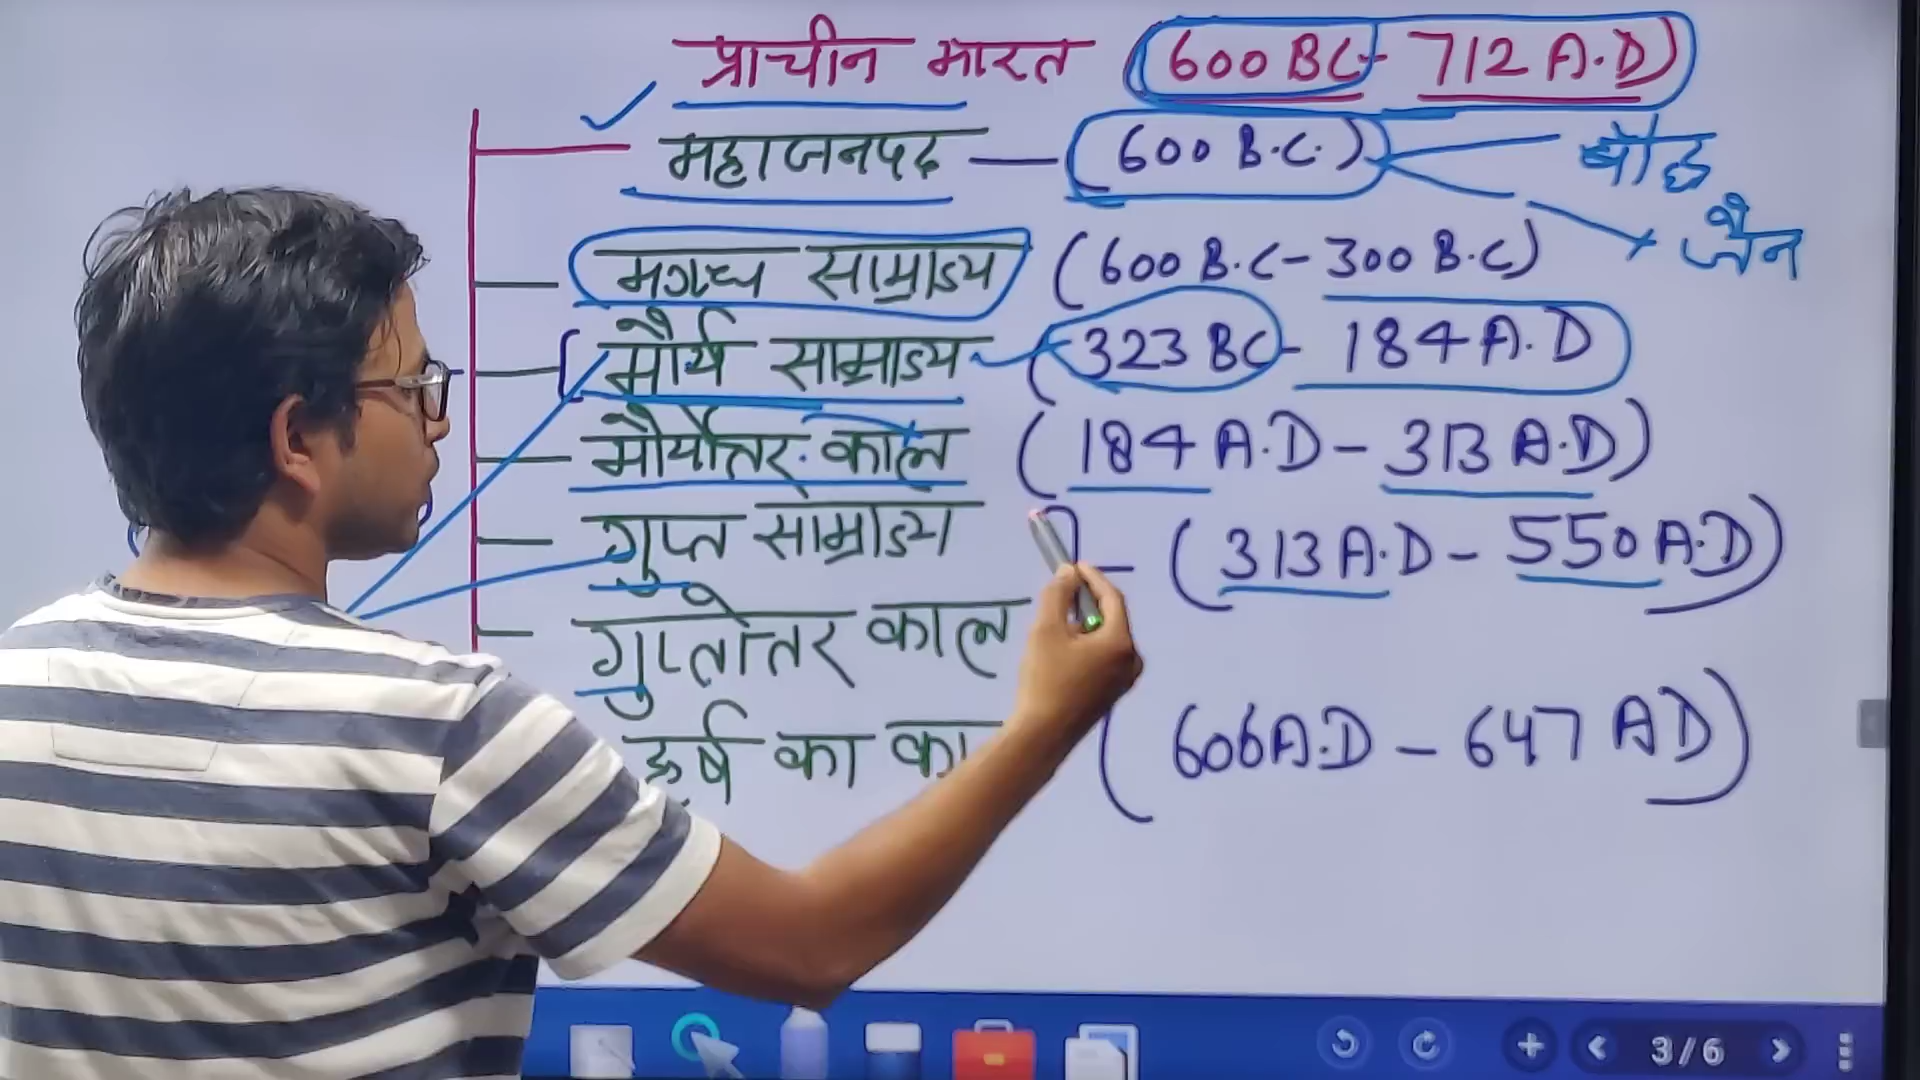 प्राचीन भारत (600 BC - 712 A.D)
महाजनपद — (600 B.C.) बौद्ध
जैन
मगध साम्राज्य (600 B.C - 300 B.C)
मौर्य साम्राज्य (323 BC - 184 A.D
मौर्योत्तर काल (184 A.D - 313 A.D)
गुप्त साम्राज्य — (313 A.D - 550 A.D)
गुप्तोत्तर काल
हर्ष का का (606 A.D - 647 AD)
3/6